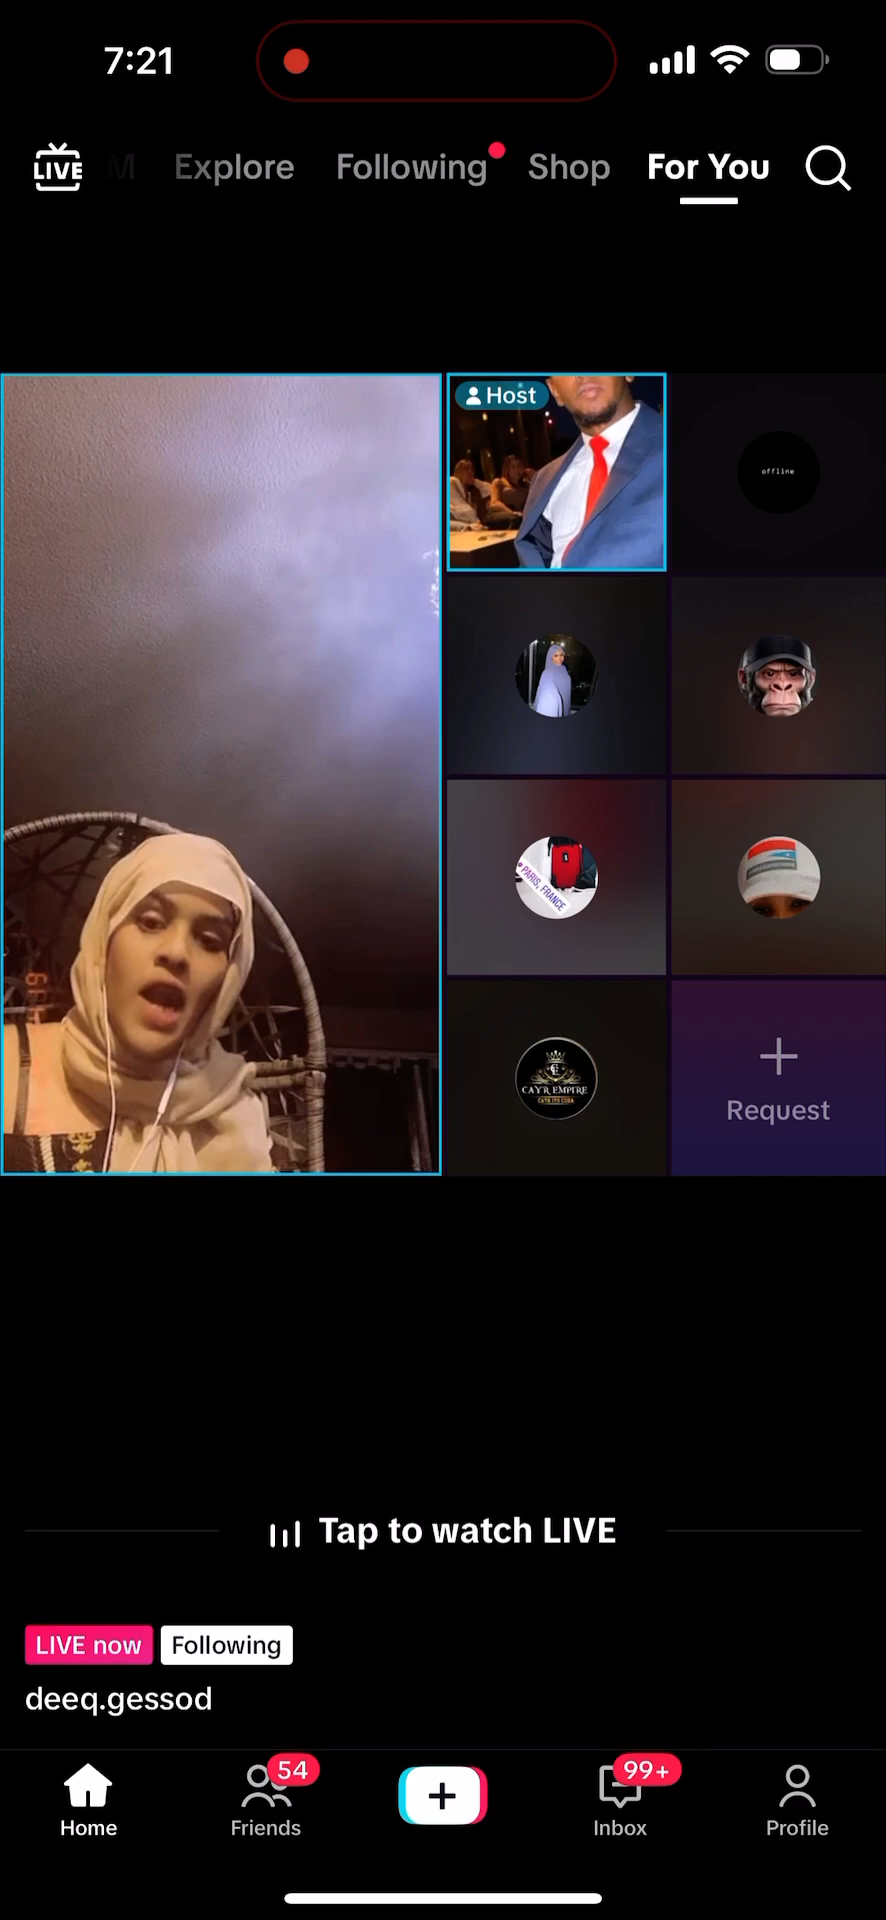 7:21
LIVE
Explore
Following
Shop
For You
Host
offline
PARIS, FRANCE
CAYR EMPIRE
Request
Tap to watch LIVE
LIVE now
Following
deeq.gessod
54
99+
Home
Friends
Inbox
Profile